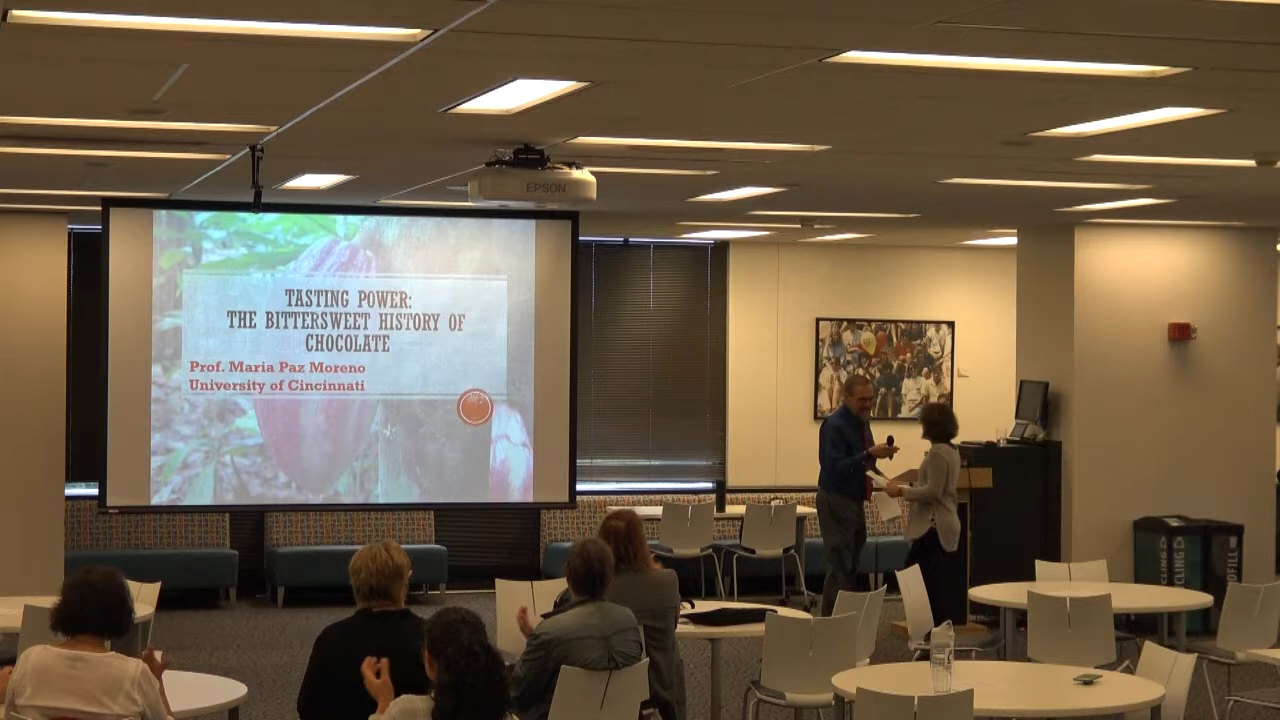 EPSON
TASTING POWER:
THE BITTERSWEET HISTORY OF
CHOCOLATE
Prof. Maria Paz Moreno
University of Cincinnati